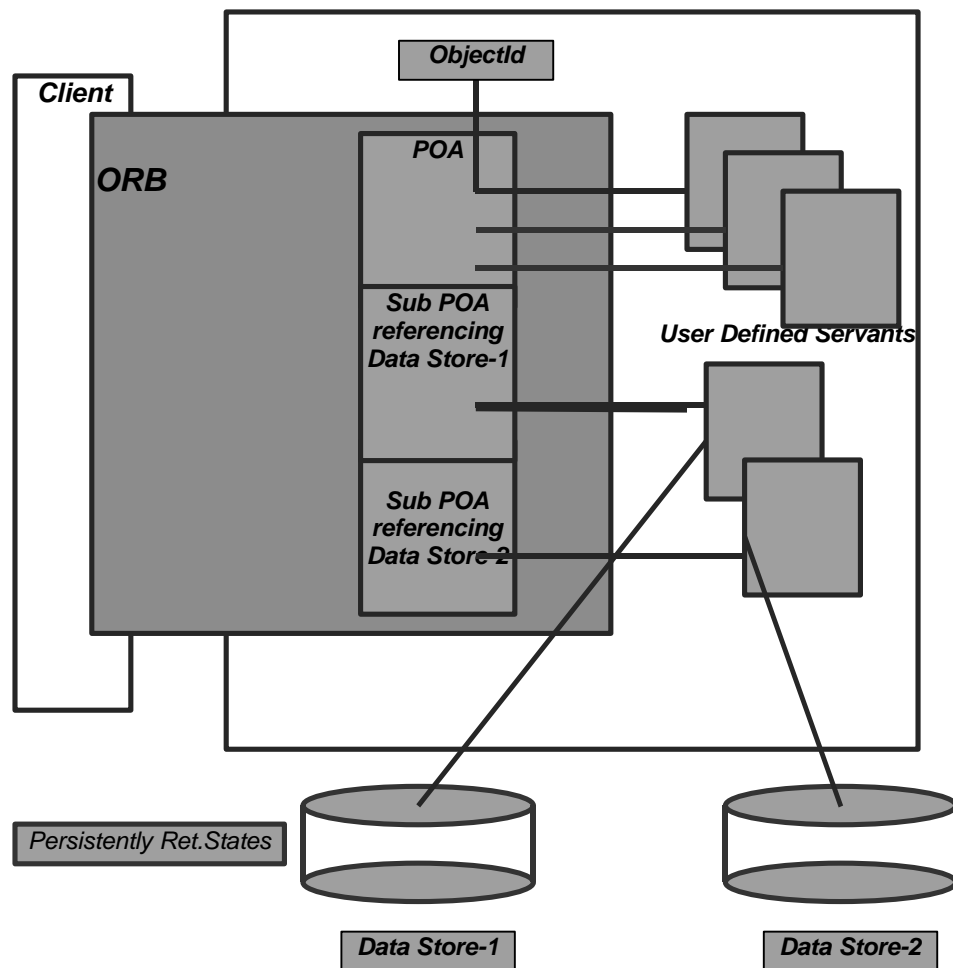 ObjectId
Client
POA
ORB
Sub POA
referencing
Data Store-1
User Defined Servants
Sub POA
referencing
Data Store-2
Persistently Ret.States
Data Store-1
Data Store-2